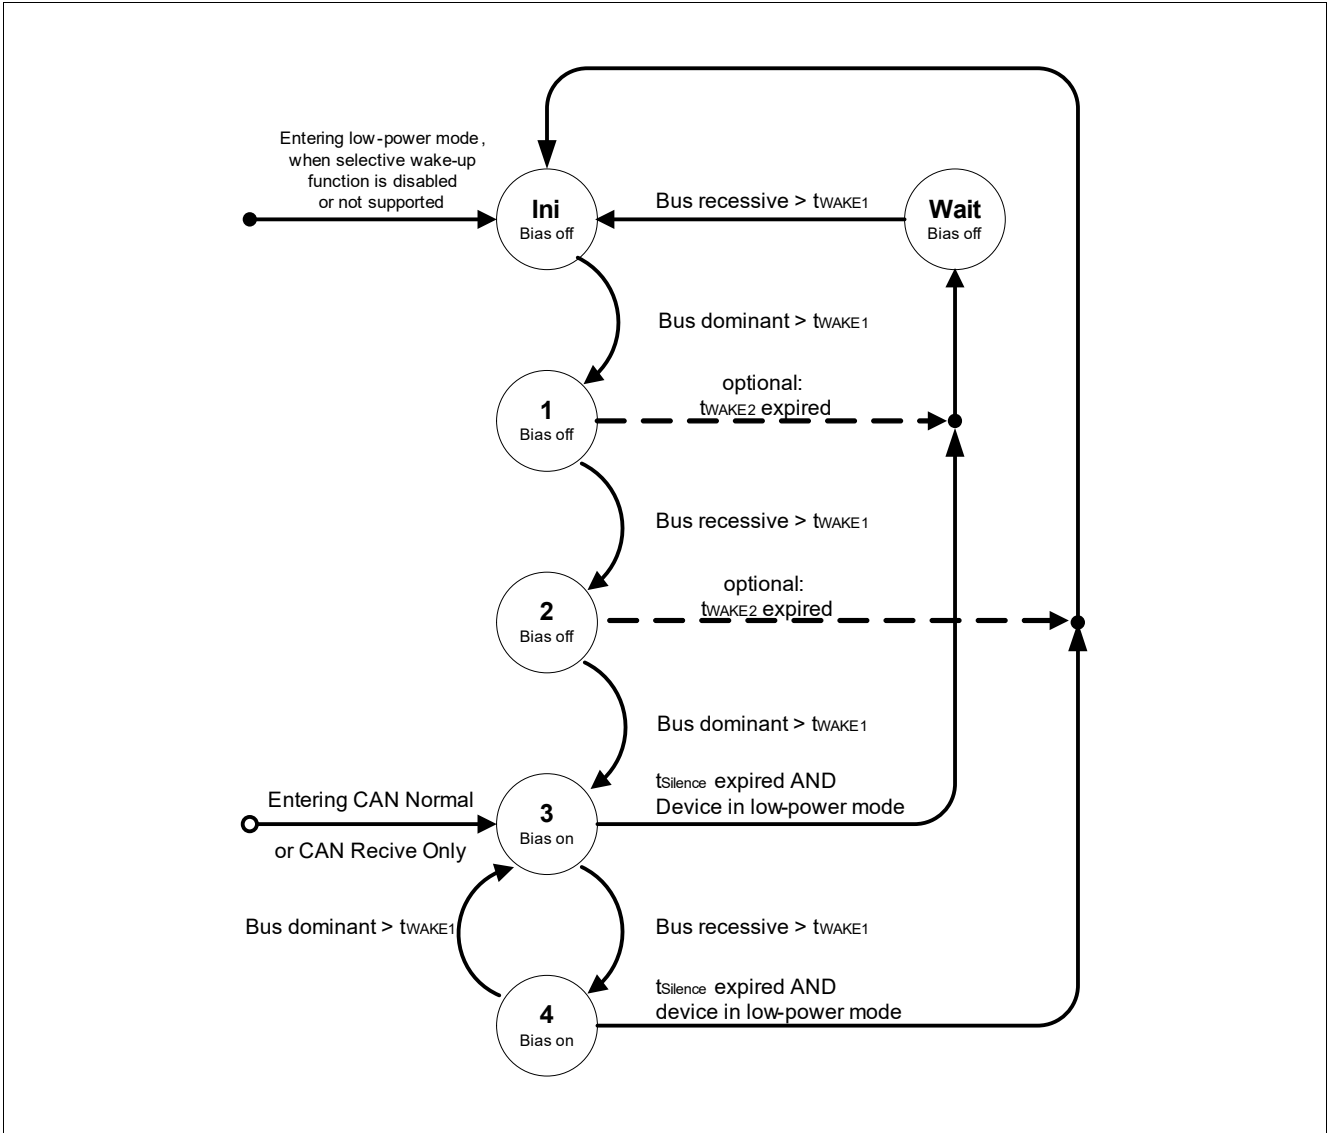 Entering low-power mode,
when selective wake-up
function is disabled
or not supported
Ini
Bias off
Bus recessive > tWAKE1
Wait
Bias off
Bus dominant > tWAKE1
1
Bias off
optional:
tWAKE2 expired
Bus recessive > tWAKE1
2
Bias off
optional:
tWAKE2 expired
Bus dominant > tWAKE1
Entering CAN Normal
or CAN Recive Only
3
Bias on
tSilence expired AND
Device in low-power mode
Bus dominant > tWAKE1
Bus recessive > tWAKE1
4
Bias on
tSilence expired AND
device in low-power mode